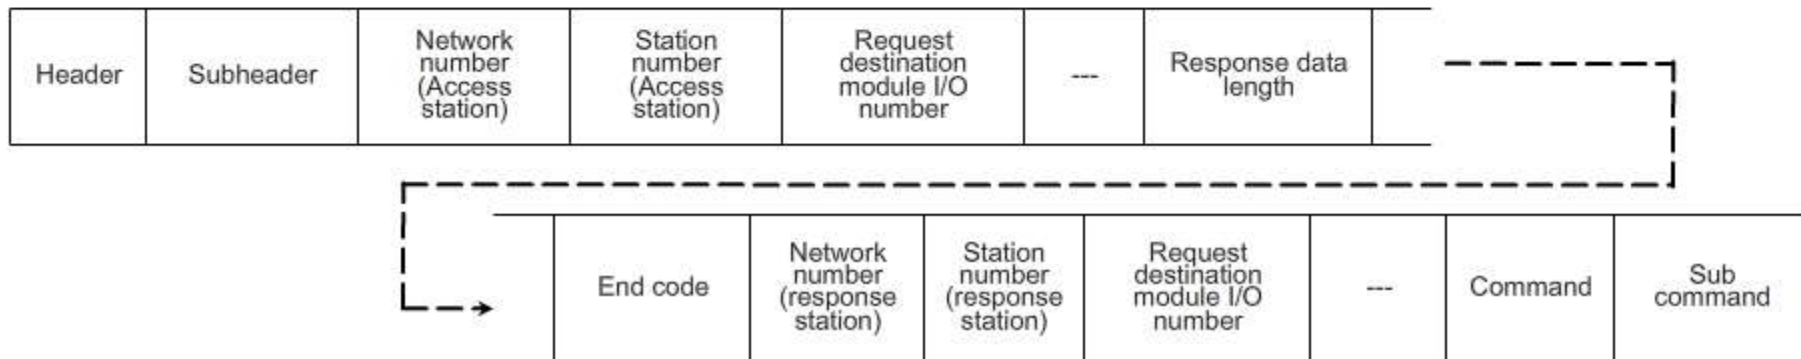 Header
Subheader
Network
number
(Access
station)
Station
number
(Access
station)
Request
destination
module I/O
number
---
Response data
length
End code
Network
number
(response
station)
Station
number
(response
station)
Request
destination
module I/O
number
---
Command
Sub
command